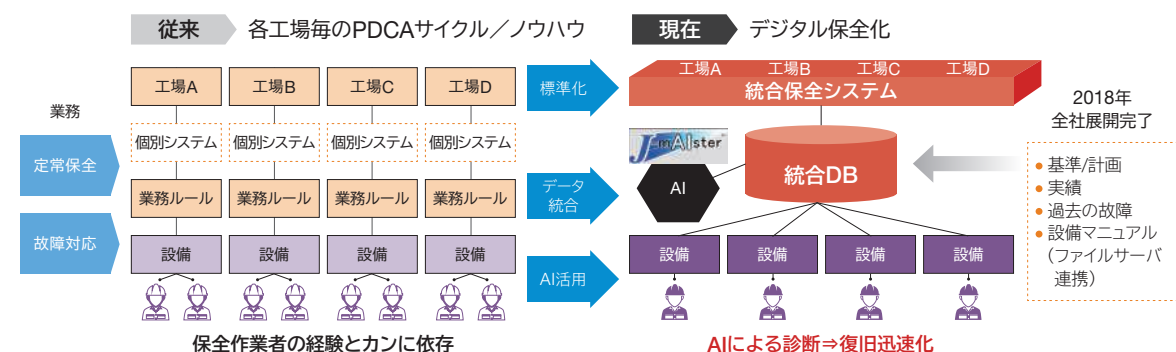 従来
各工場毎のPDCAサイクル／ノウハウ
現在
デジタル保全化
業務
定常保全
故障対応
工場A
工場B
工場C
工場D
個別システム
個別システム
個別システム
個別システム
業務ルール
業務ルール
業務ルール
業務ルール
設備
設備
設備
設備
保全作業者の経験とカンに依存
標準化
データ
統合
AI活用
工場A
工場B
工場C
工場D
統合保全システム
J-mAIster
AI
統合DB
設備
設備
設備
設備
AIによる診断⇒復旧迅速化
2018年
全社展開完了
● 基準/計画
● 実績
● 過去の故障
● 設備マニュアル
（ファイルサーバ
連携）